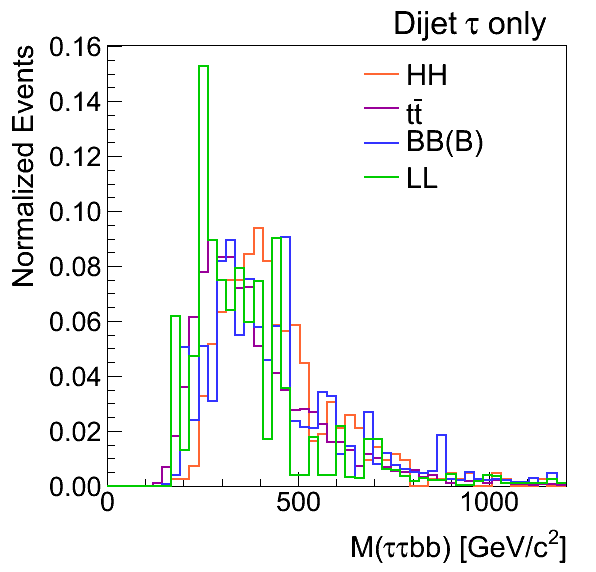 Dijet τ only
Normalized Events
0.16
0.14
0.12
0.10
0.08
0.06
0.04
0.02
0.00
HH
tt̄
BB(B)
LL
0
500
1000
M(ττbb) [GeV/c²]